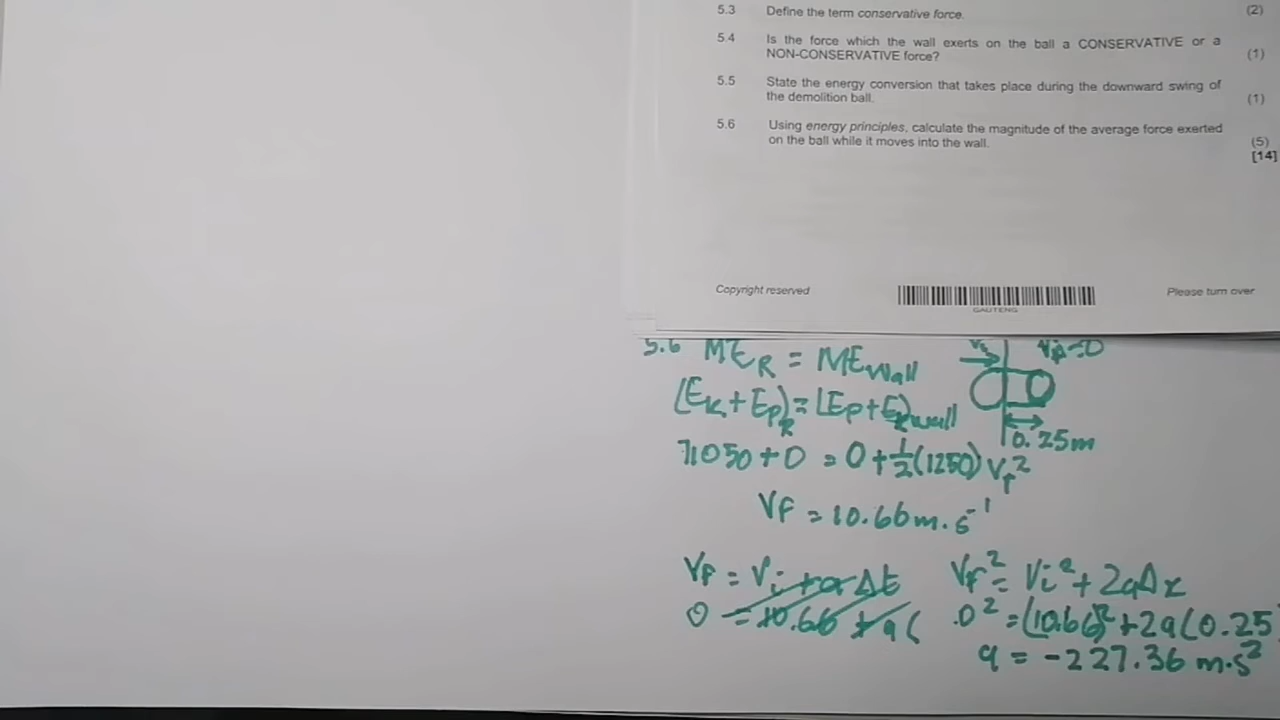 5.3 Define the term conservative force. (2)
5.4 Is the force which the wall exerts on the ball a CONSERVATIVE or a
NON-CONSERVATIVE force? (1)
5.5 State the energy conversion that takes place during the downward swing of
the demolition ball. (1)
5.6 Using energy principles, calculate the magnitude of the average force exerted
on the ball while it moves into the wall. (5)
[14]
Copyright reserved
GAUTENG
Please turn over
5.6 ME_R = ME_wall
(E_k + E_p)_R = (E_p + E_k)_wall
0.25m
71050 + 0 = 0 + 1/2 (1250) V_f²
V_f = 10.66 m.s⁻¹
V_f = V_i + aΔt
0 = 10.66 + a (
V_f² = V_i² + 2aΔx
0² = (10.66)² + 2a(0.25
a = -227.36 m.s²